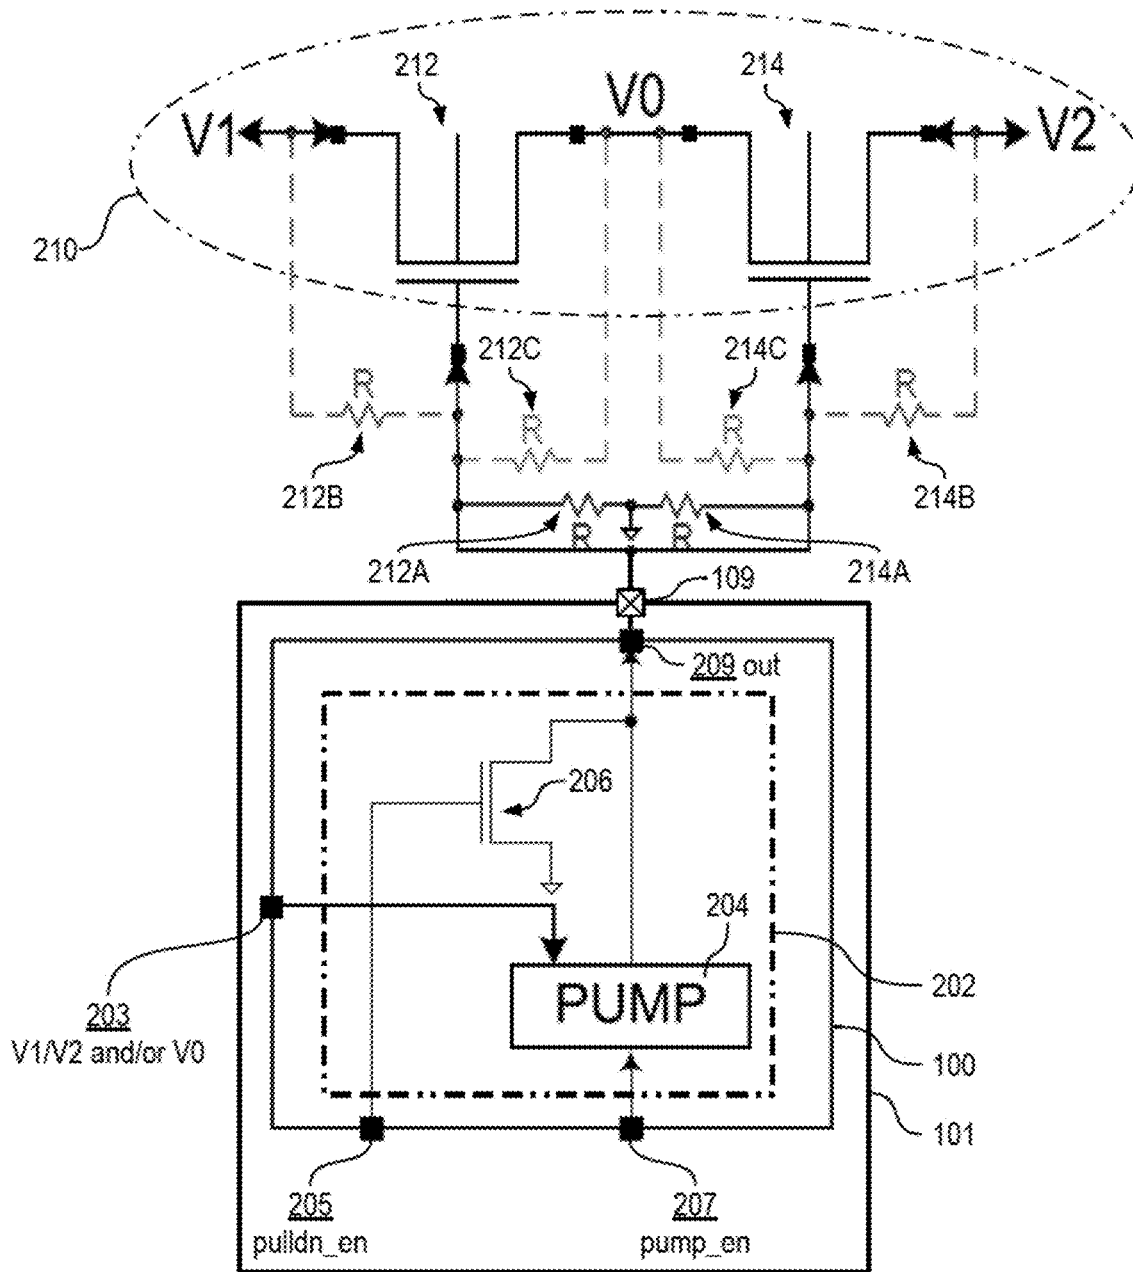 212
V0
214
V1
V2
210
212C
214C
R
R
R
R
212B
214B
R
R
212A
214A
109
209 out
206
204
PUMP
202
203
V1/V2 and/or V0
100
101
205
pulldn_en
207
pump_en